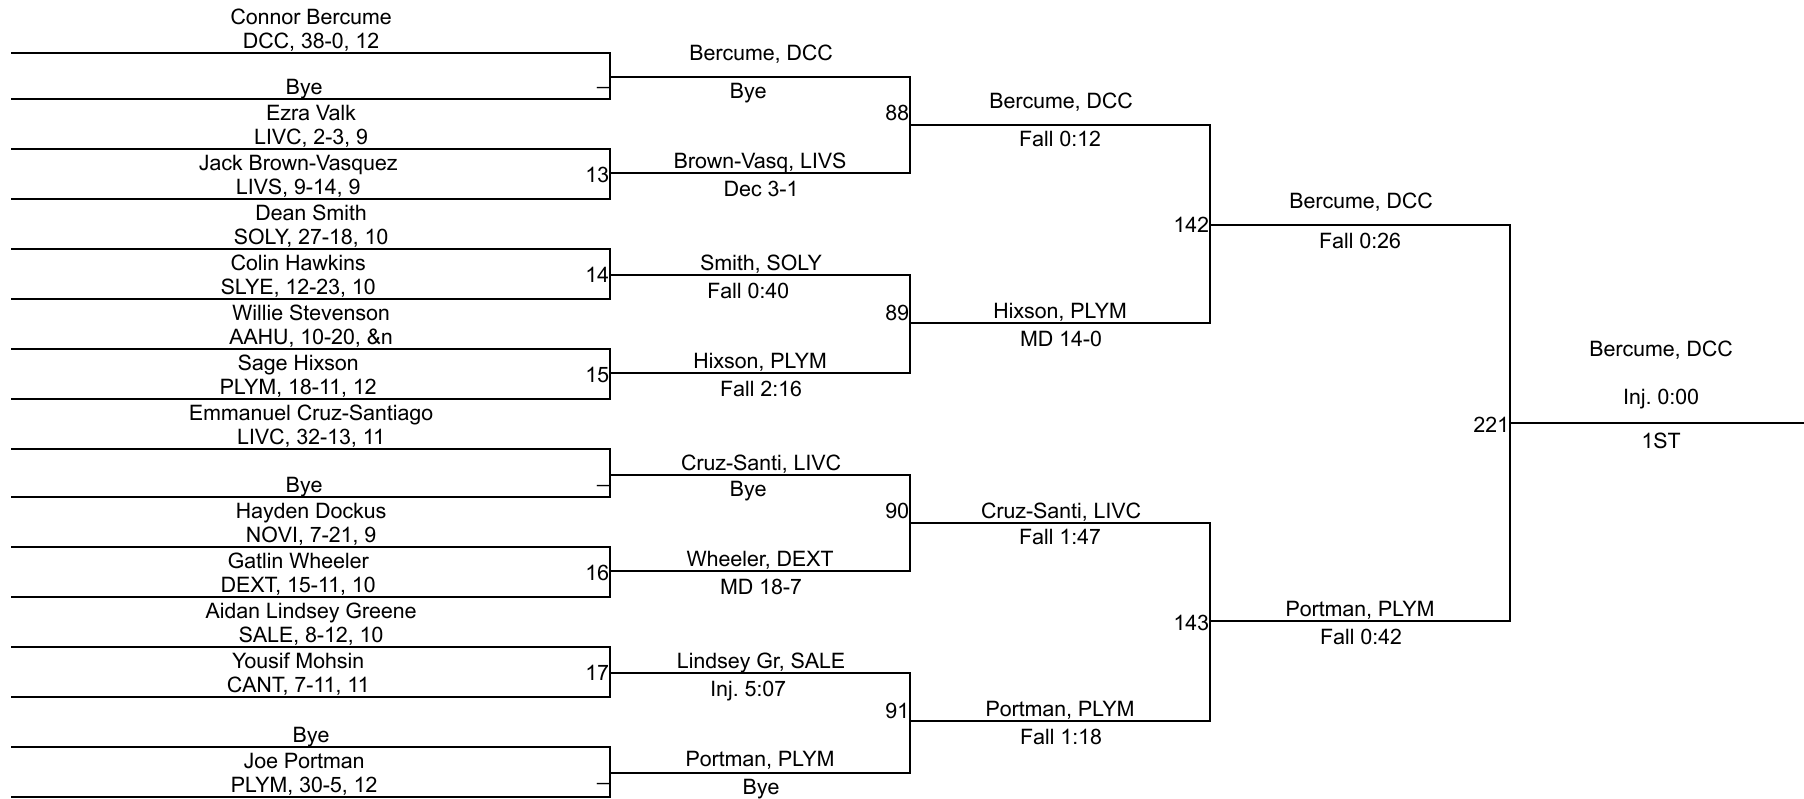 Connor Bercume
DCC, 38-0, 12
Bye
–
Ezra Valk
LIVC, 2-3, 9
Jack Brown-Vasquez
LIVS, 9-14, 9
13
Dean Smith
SOLY, 27-18, 10
Colin Hawkins
SLYE, 12-23, 10
14
Willie Stevenson
AAHU, 10-20, &n
Sage Hixson
PLYM, 18-11, 12
15
Emmanuel Cruz-Santiago
LIVC, 32-13, 11
Bye
–
Hayden Dockus
NOVI, 7-21, 9
Gatlin Wheeler
DEXT, 15-11, 10
16
Aidan Lindsey Greene
SALE, 8-12, 10
Yousif Mohsin
CANT, 7-11, 11
17
Bye
Joe Portman
PLYM, 30-5, 12
–
Bercume, DCC
Bye
88
Brown-Vasq, LIVS
Dec 3-1
Smith, SOLY
Fall 0:40
89
Hixson, PLYM
Fall 2:16
Cruz-Santi, LIVC
Bye
90
Wheeler, DEXT
MD 18-7
Lindsey Gr, SALE
Inj. 5:07
91
Portman, PLYM
Bye
Bercume, DCC
Fall 0:12
142
Hixson, PLYM
MD 14-0
Cruz-Santi, LIVC
Fall 1:47
143
Portman, PLYM
Fall 1:18
Bercume, DCC
Fall 0:26
221
Portman, PLYM
Fall 0:42
Bercume, DCC
Inj. 0:00
1ST